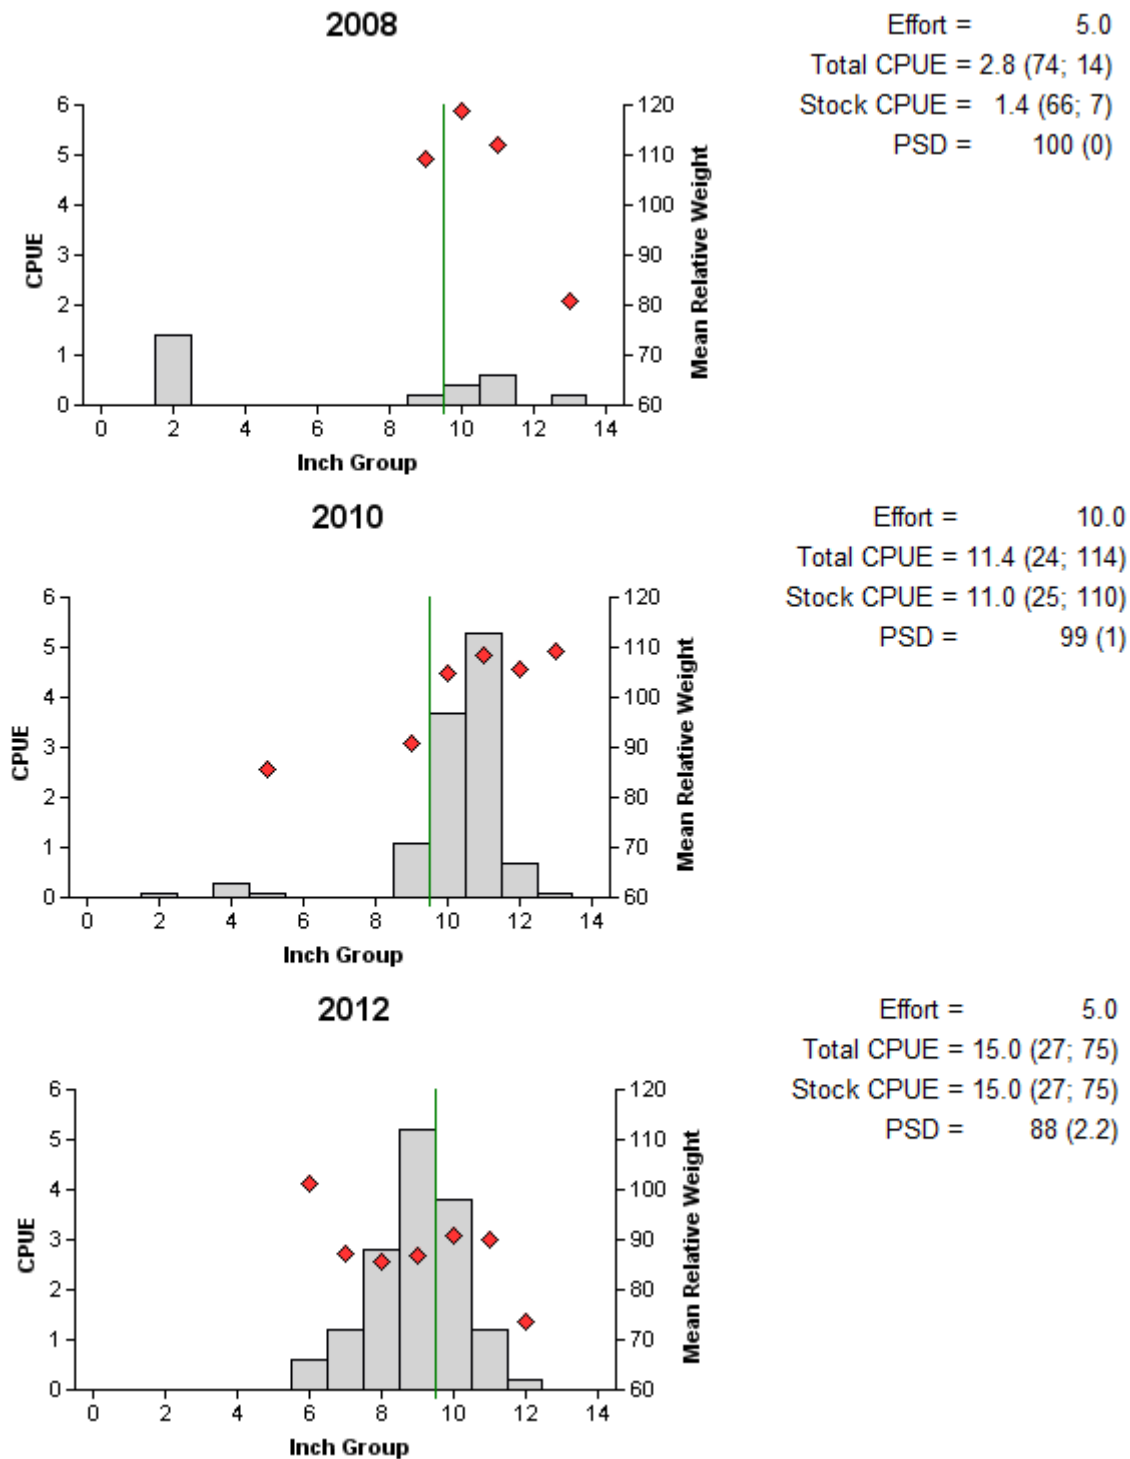 2008
Effort = 5.0
Total CPUE = 2.8 (74; 14)
Stock CPUE = 1.4 (66; 7)
PSD = 100 (0)
6 120
5 110
4 100
3 90
2 80
1 70
0 60
CPUE
Mean Relative Weight
0 2 4 6 8 10 12 14
Inch Group
2010
Effort = 10.0
Total CPUE = 11.4 (24; 114)
Stock CPUE = 11.0 (25; 110)
PSD = 99 (1)
6 120
5 110
4 100
3 90
2 80
1 70
0 60
CPUE
Mean Relative Weight
0 2 4 6 8 10 12 14
Inch Group
2012
Effort = 5.0
Total CPUE = 15.0 (27; 75)
Stock CPUE = 15.0 (27; 75)
PSD = 88 (2.2)
6 120
5 110
4 100
3 90
2 80
1 70
0 60
CPUE
Mean Relative Weight
0 2 4 6 8 10 12 14
Inch Group